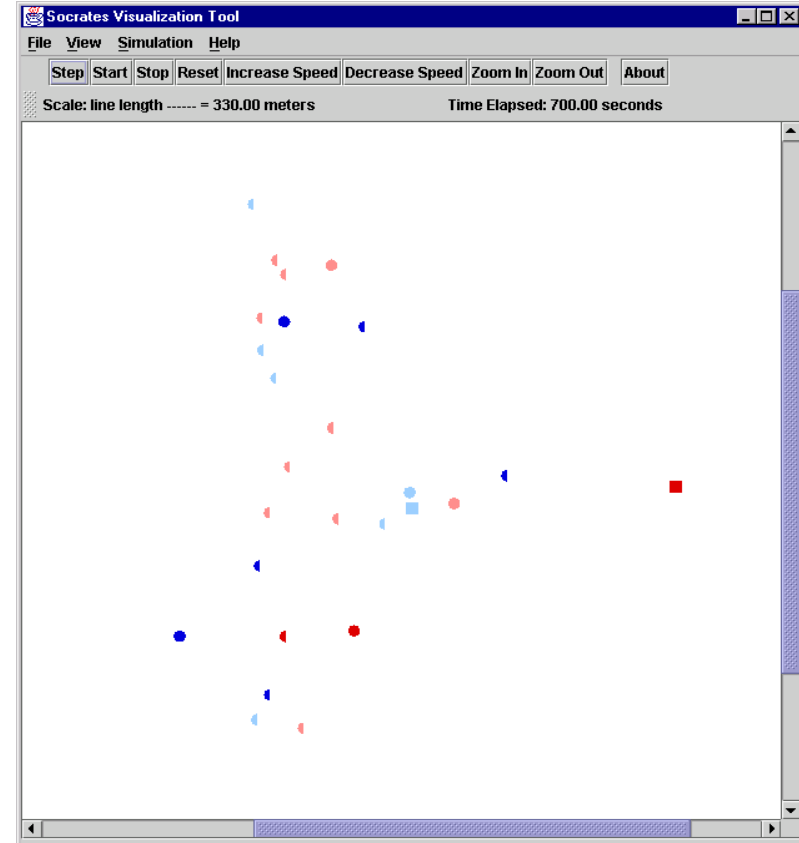 Socrates Visualization Tool
File View Simulation Help
Step Start Stop Reset Increase Speed Decrease Speed Zoom In Zoom Out About
Scale: line length ------ = 330.00 meters Time Elapsed: 700.00 seconds